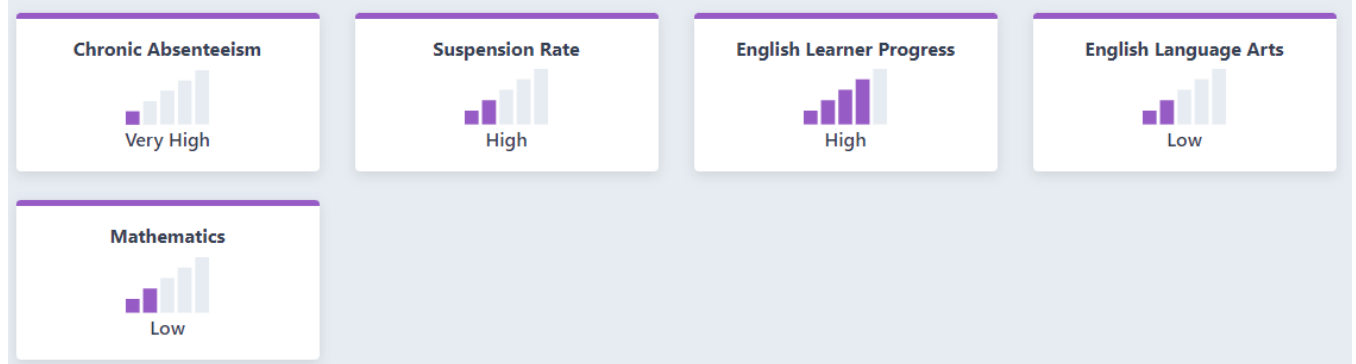 Chronic Absenteeism
Very High
Suspension Rate
High
English Learner Progress
High
English Language Arts
Low
Mathematics
Low